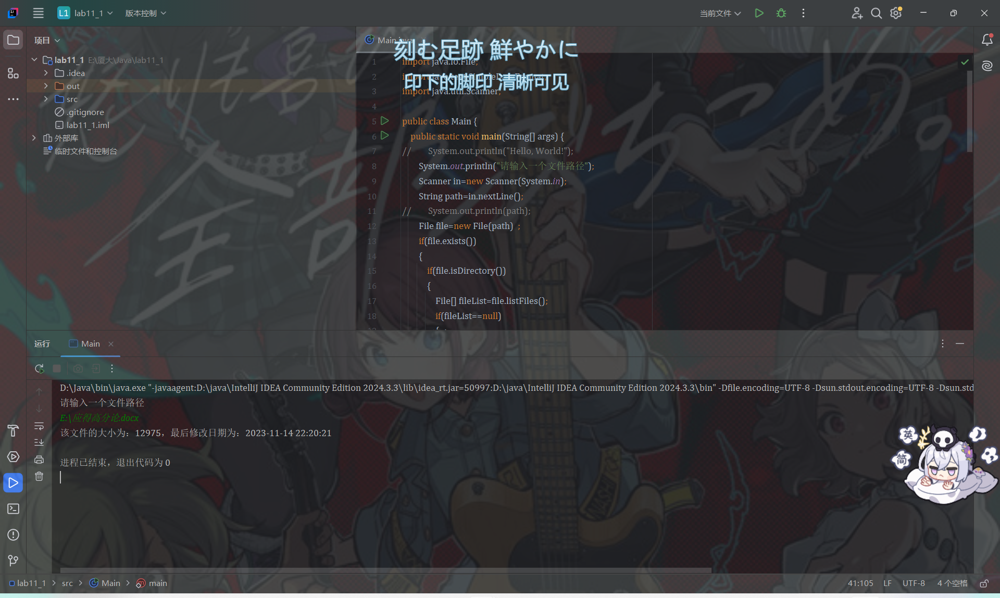 L1 lab11_1 版本控制 当前文件
项目
lab11_1 E:\厦大\Java\lab11_1
.idea
out
src
.gitignore
lab11_1.iml
外部库
临时文件和控制台
Main.java
刻む足跡 鮮やかに
印下的脚印 清晰可见
1 import java.io.File;
2 import
3 import java.util.Scanner;
4
5 public class Main {
6 public static void main(String[] args) {
7 // System.out.println("Hello, World!");
8 System.out.println("请输入一个文件路径");
9 Scanner in=new Scanner(System.in);
10 String path=in.nextLine();
11 // System.out.println(path);
12 File file=new File(path) ;
13 if(file.exists())
14 {
15 if(file.isDirectory())
16 {
17 File[] fileList=file.listFiles();
18 if(fileList==null)
运行 Main
D:\Java\bin\java.exe "-javaagent:D:\java\IntelliJ IDEA Community Edition 2024.3.3\lib\idea_rt.jar=50997:D:\java\IntelliJ IDEA Community Edition 2024.3.3\bin" -Dfile.encoding=UTF-8 -Dsun.stdout.encoding=UTF-8 -Dsun.std
请输入一个文件路径
E:\应得高分论.docx
该文件的大小为：12975，最后修改日期为：2023-11-14 22:20:21
进程已结束，退出代码为 0
英
简
lab11_1 src Main main
41:105 LF UTF-8 4 个空格